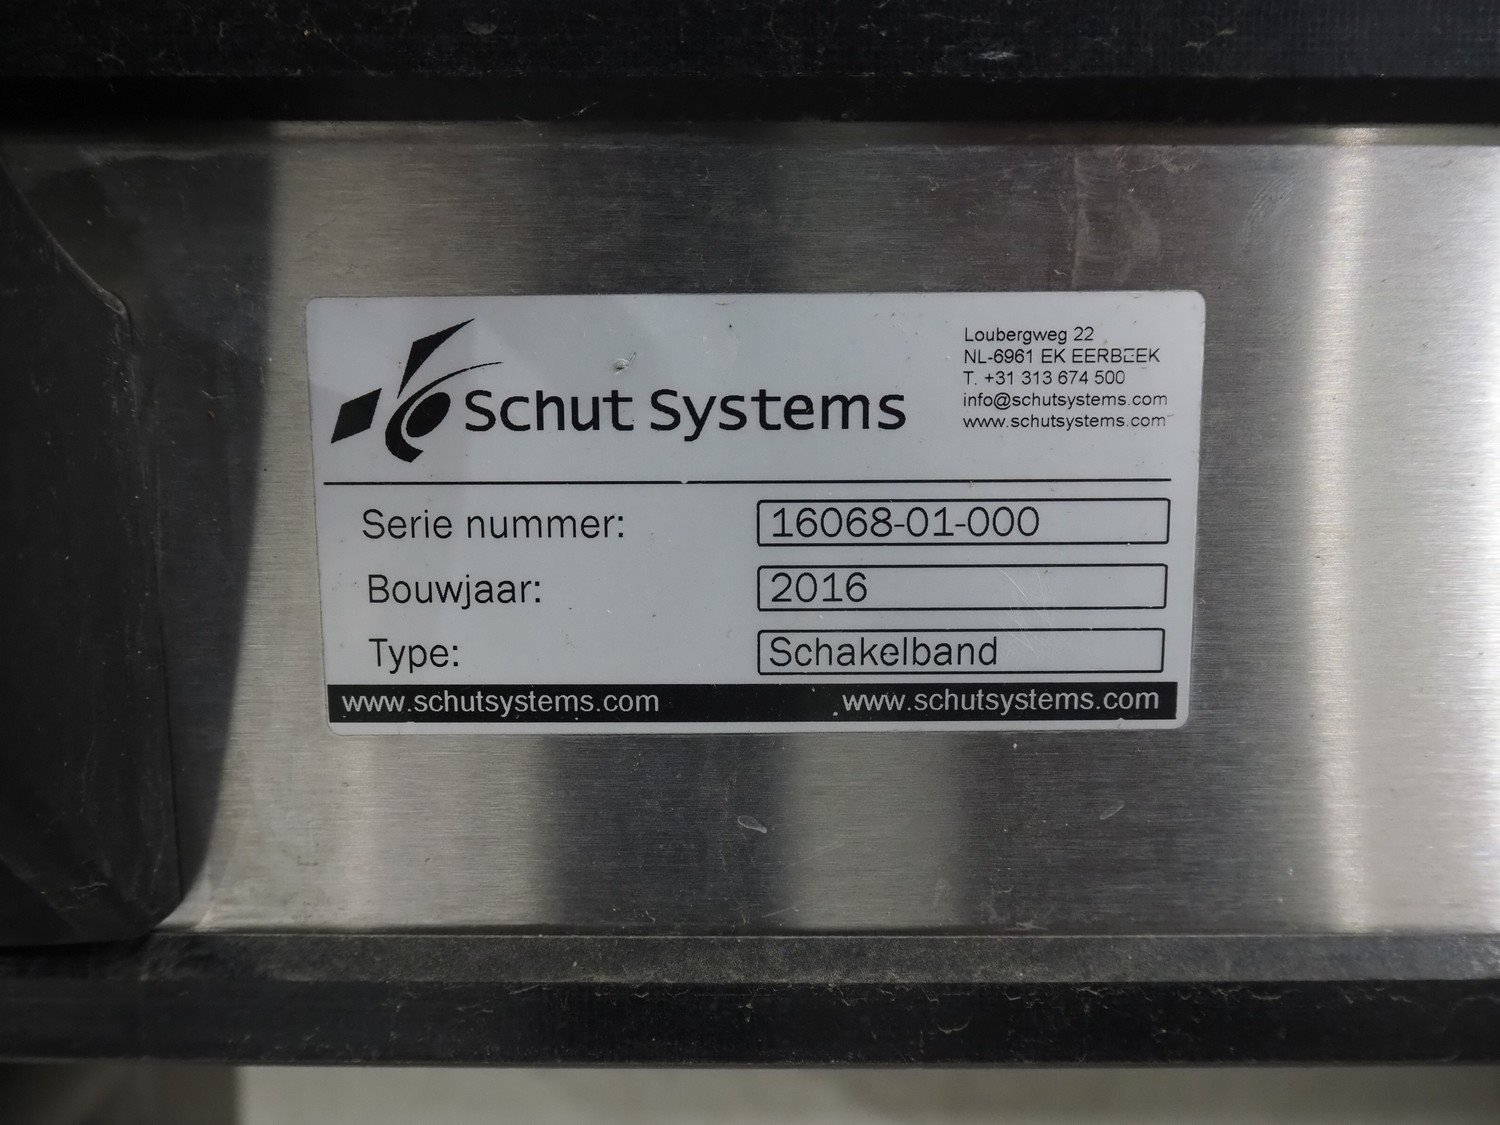 Schut Systems
Loubergweg 22
NL-6961 EK EERBEEK
T. +31 313 674 500
info@schutsystems.com
www.schutsystems.com
Serie nummer: 16068-01-000
Bouwjaar: 2016
Type: Schakelband
www.schutsystems.com www.schutsystems.com